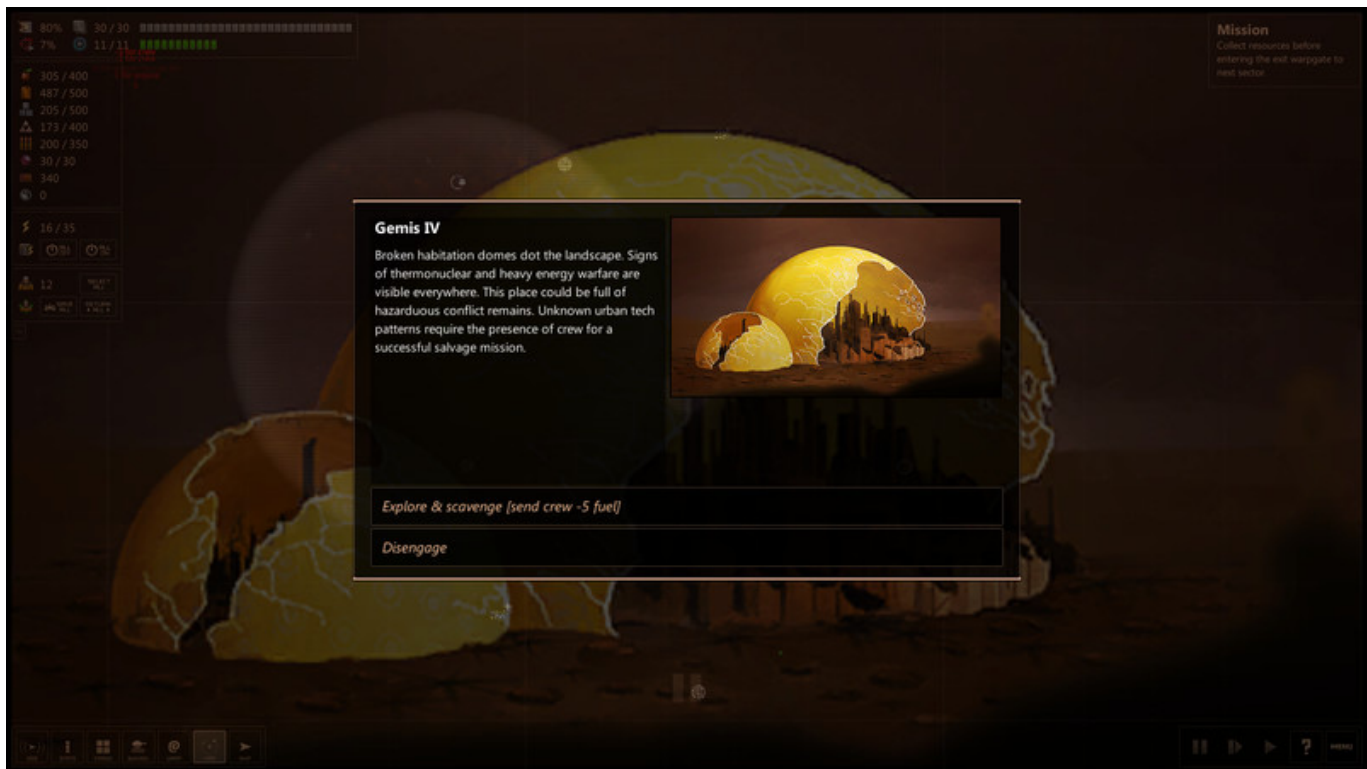 80% 30/30
7% 11/11
305 / 400
487 / 500
205 / 500
173 / 400
200 / 350
30 / 30
340
0
16 / 35
12
Mission
Collect resources before
entering the exit warpgate to
next sector.
Gemis IV
Broken habitation domes dot the landscape. Signs
of thermonuclear and heavy energy warfare are
visible everywhere. This place could be full of
hazarduous conflict remains. Unknown urban tech
patterns require the presence of crew for a
successful salvage mission.
Explore & scavenge [send crew -5 fuel]
Disengage
?
MENU